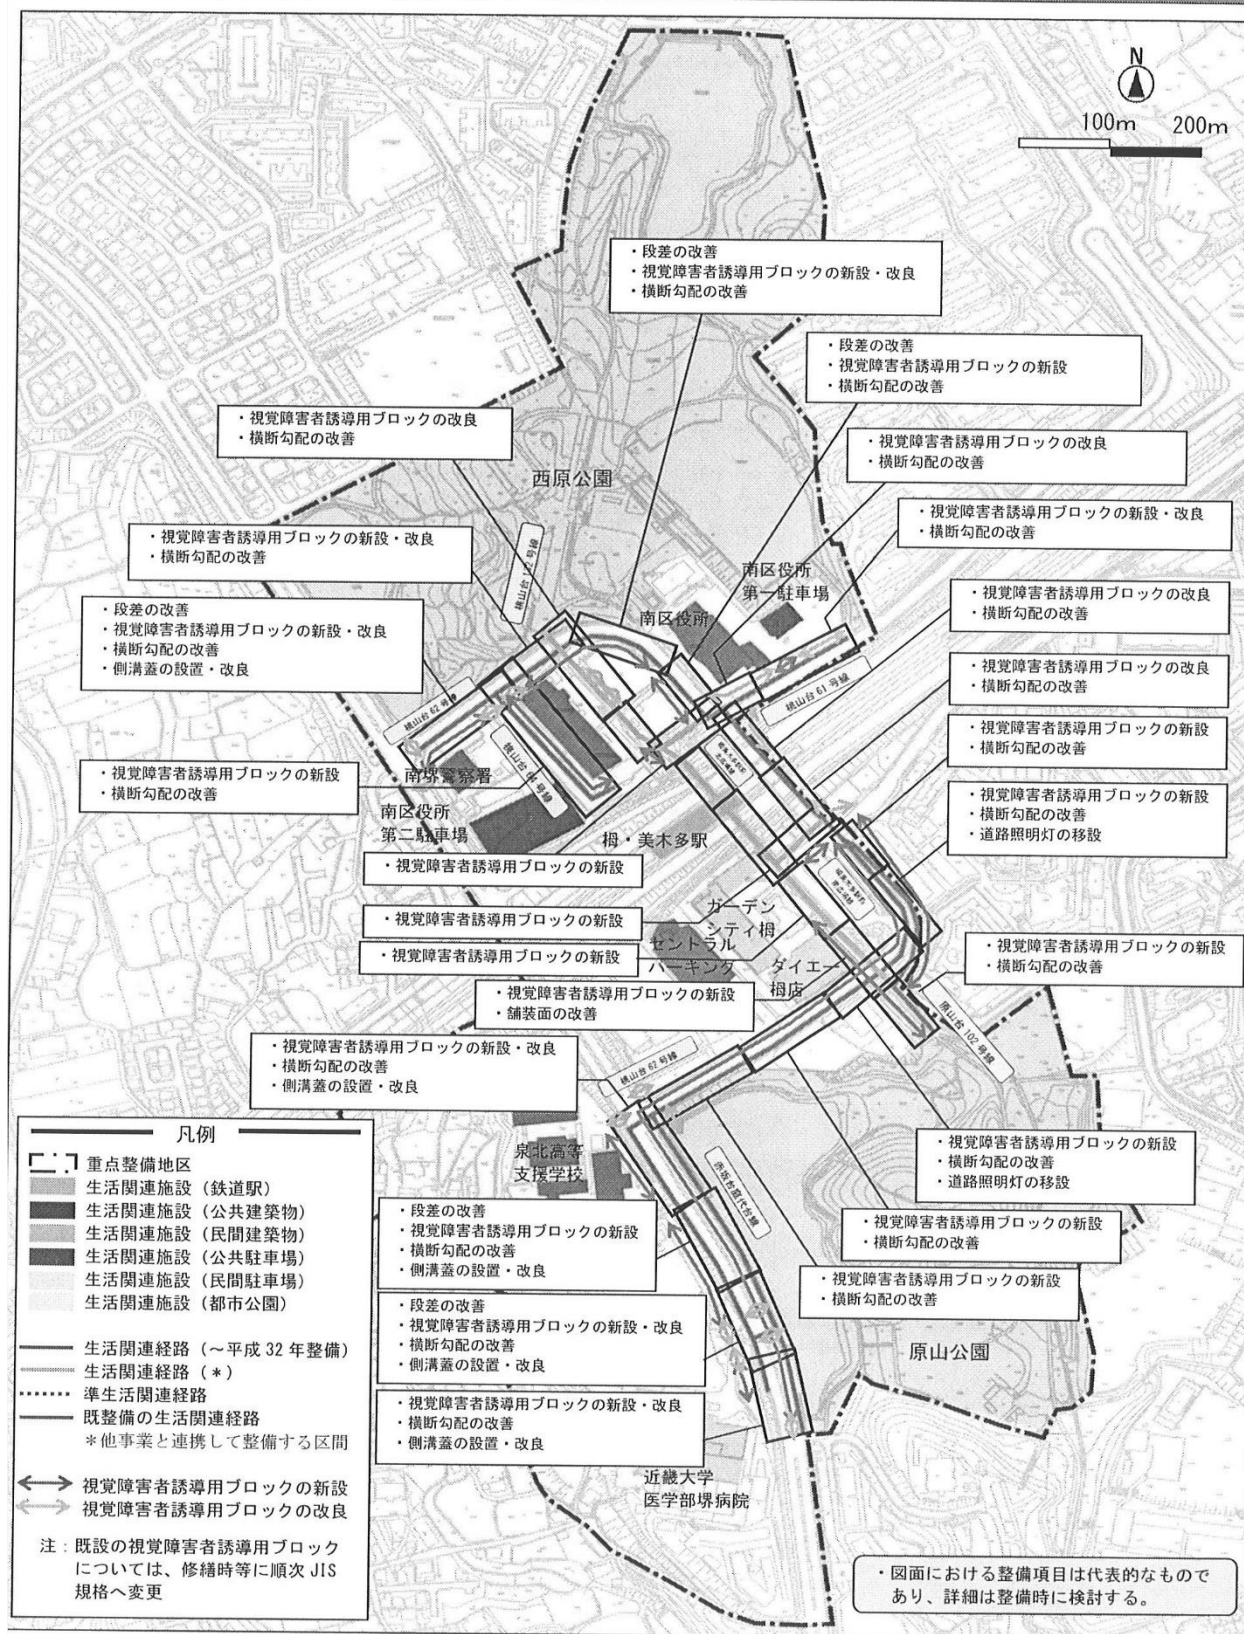 N
100m 200m
・段差の改善
・視覚障害者誘導用ブロックの新設・改良
・横断勾配の改善
・段差の改善
・視覚障害者誘導用ブロックの新設
・横断勾配の改善
・視覚障害者誘導用ブロックの改良
・横断勾配の改善
・視覚障害者誘導用ブロックの改良
・横断勾配の改善
西原公園
・視覚障害者誘導用ブロックの新設・改良
・横断勾配の改善
・視覚障害者誘導用ブロックの新設・改良
・横断勾配の改善
桃山台122号線
南区役所
第一駐車場
南区役所
・視覚障害者誘導用ブロックの改良
・横断勾配の改善
・段差の改善
・視覚障害者誘導用ブロックの新設・改良
・横断勾配の改善
・側溝蓋の設置・改良
・視覚障害者誘導用ブロックの改良
・横断勾配の改善
桃山台61号線
桃山台62号線
・視覚障害者誘導用ブロックの新設
・横断勾配の改善
・視覚障害者誘導用ブロックの新設
・横断勾配の改善
南堺警察署
桃山台64号線
・視覚障害者誘導用ブロックの新設
・横断勾配の改善
・道路照明灯の移設
南区役所
第二駐車場
栂・美木多駅
・視覚障害者誘導用ブロックの新設
・視覚障害者誘導用ブロックの新設
・視覚障害者誘導用ブロックの新設
ガーデン
シティ栂
セントラル
パーキング
ダイエー
栂店
・視覚障害者誘導用ブロックの新設
・横断勾配の改善
・視覚障害者誘導用ブロックの新設
・舗装面の改善
原山台102号線
・視覚障害者誘導用ブロックの新設・改良
・横断勾配の改善
・側溝蓋の設置・改良
桃山台62号線
泉北高等
支援学校
赤坂台宮代台線
・視覚障害者誘導用ブロックの新設
・横断勾配の改善
・道路照明灯の移設
・段差の改善
・視覚障害者誘導用ブロックの新設
・横断勾配の改善
・側溝蓋の設置・改良
・視覚障害者誘導用ブロックの新設
・横断勾配の改善
・視覚障害者誘導用ブロックの新設
・横断勾配の改善
・段差の改善
・視覚障害者誘導用ブロックの新設・改良
・横断勾配の改善
・側溝蓋の設置・改良
原山公園
・視覚障害者誘導用ブロックの新設・改良
・横断勾配の改善
・側溝蓋の設置・改良
近畿大学
医学部堺病院
凡例
重点整備地区
生活関連施設（鉄道駅）
生活関連施設（公共建築物）
生活関連施設（民間建築物）
生活関連施設（公共駐車場）
生活関連施設（民間駐車場）
生活関連施設（都市公園）
生活関連経路（～平成32年整備）
生活関連経路（＊）
準生活関連経路
既整備の生活関連経路
＊他事業と連携して整備する区間
視覚障害者誘導用ブロックの新設
視覚障害者誘導用ブロックの改良
注：既設の視覚障害者誘導用ブロック
については、修繕時等に順次JIS
規格へ変更
・図面における整備項目は代表的なもので
あり、詳細は整備時に検討する。